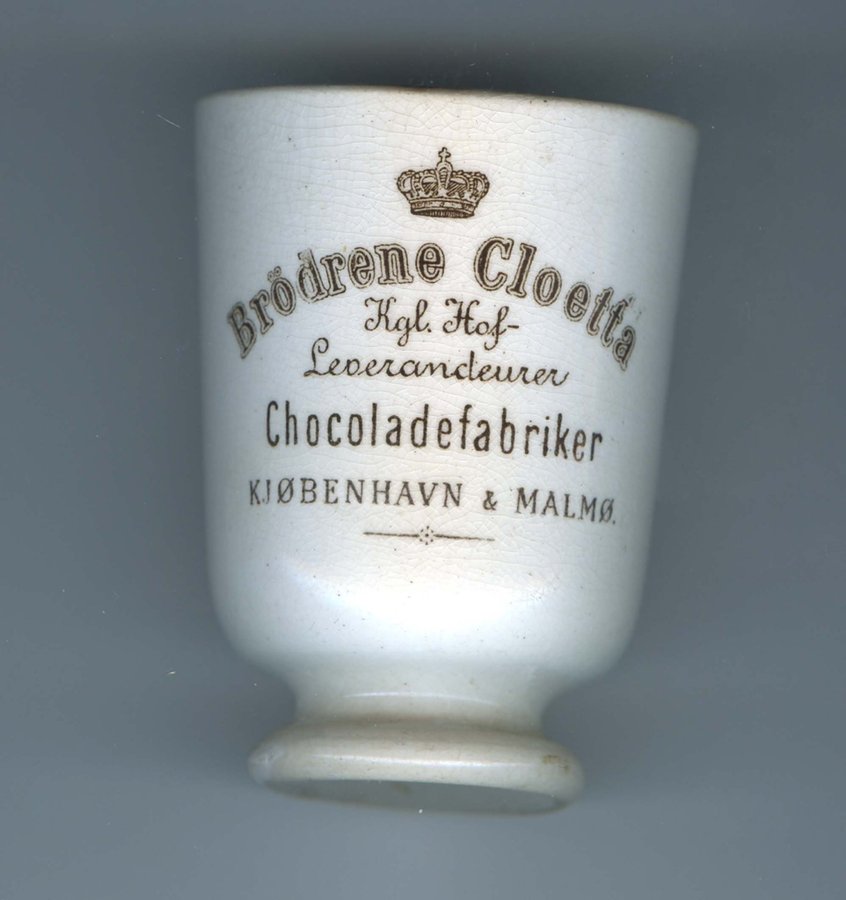 Brödrene Cloetta
Kgl. Hof-
Leverandeurer
Chocoladefabriker
KJØBENHAVN & MALMØ.